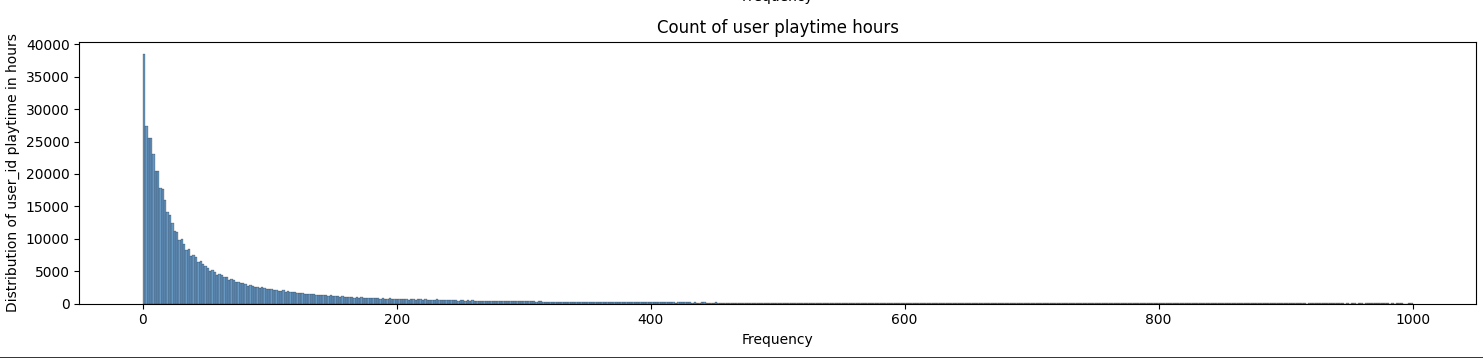 Frequency
Count of user playtime hours
Distribution of user_id playtime in hours
40000
35000
30000
25000
20000
15000
10000
5000
0
0 200 400 600 800 1000
Frequency